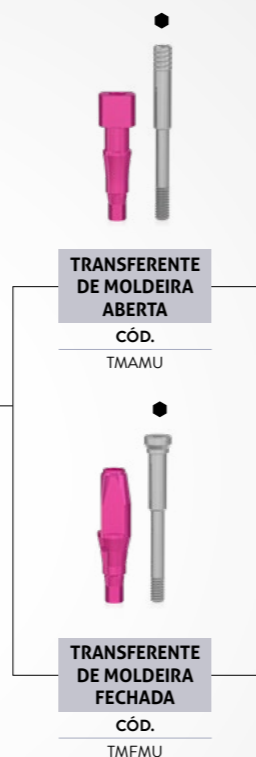 TRANSFERENTE
DE MOLDEIRA
ABERTA
CÓD.
TMAMU
TRANSFERENTE
DE MOLDEIRA
FECHADA
CÓD.
TMFMU